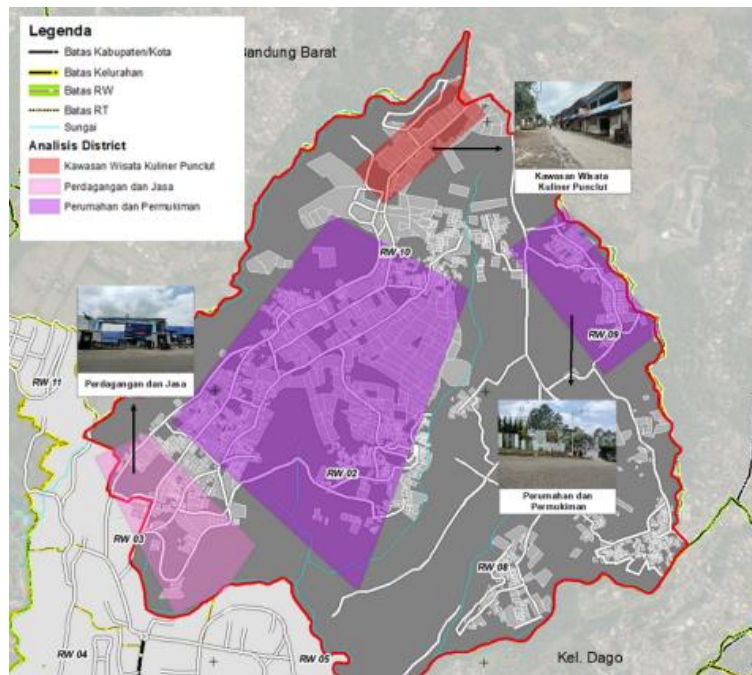 Legenda
Batas Kabupaten/Kota
Batas Kelurahan
Batas RW
Batas RT
Sungai
Analisis District
Kawasan Wisata Kuliner Punclut
Perdagangan dan Jasa
Perumahan dan Permukiman
Bandung Barat
Kawasan Wisata
Kuliner Punclut
RW 10
RW 09
Perdagangan dan Jasa
RW 11
Perumahan dan
Permukiman
RW 02
RW 03
RW 08
RW 04
RW 05
Kel. Dago